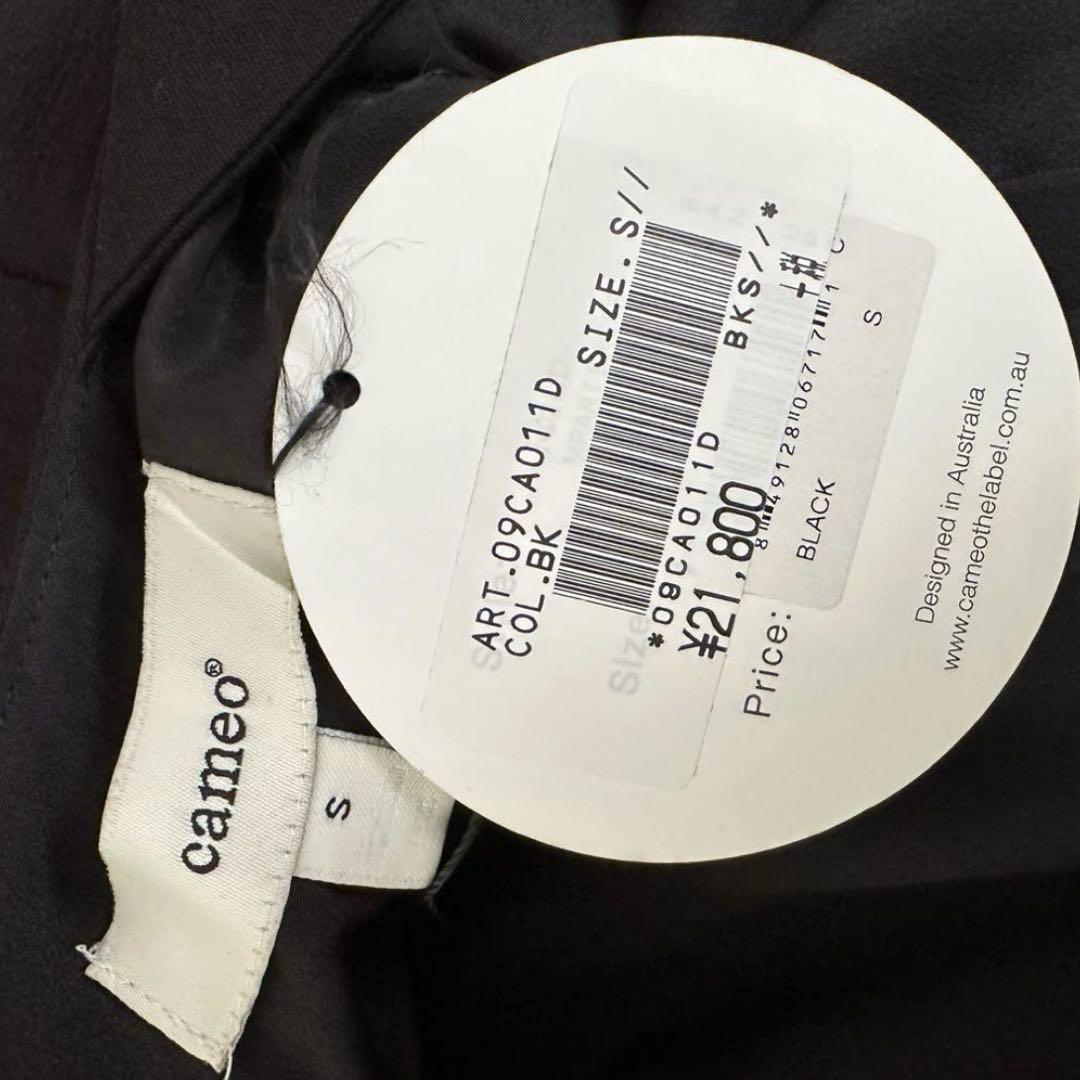 cameo®
S
ART.09CA011D SIZE.S//
COL.BK
*09CA011D BKS//*
¥21,800
Price:
BLACK S
Designed in Australia
www.cameothelabel.com.au